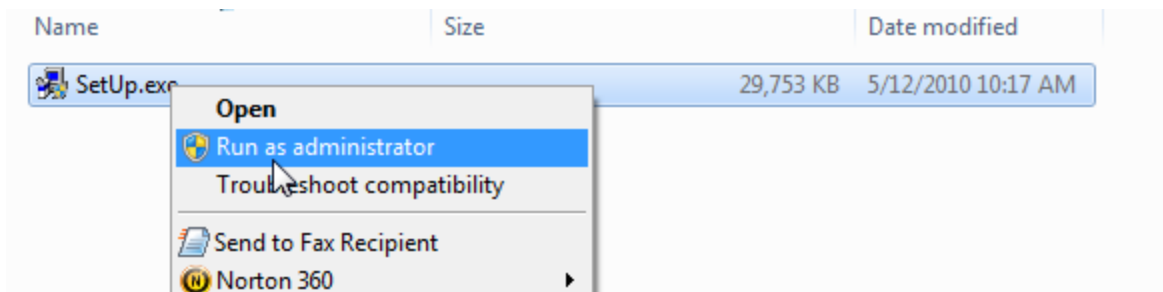 Name Size Date modified
SetUp.exe 29,753 KB 5/12/2010 10:17 AM
Open
Run as administrator
Troubleshoot compatibility
Send to Fax Recipient
Norton 360